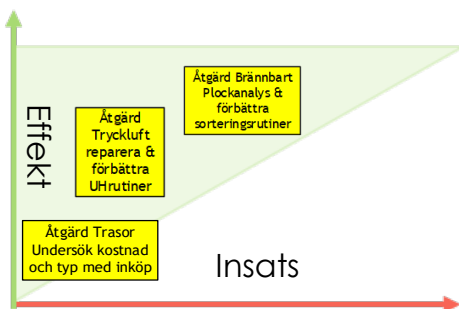 Effekt
Åtgärd Brännbart
Plockanalys &
förbättra
sorteringsrutiner
Åtgärd
Tryckluft
reparera &
förbättra
UHrutiner
Åtgärd Trasor
Undersök kostnad
och typ med inköp
Insats